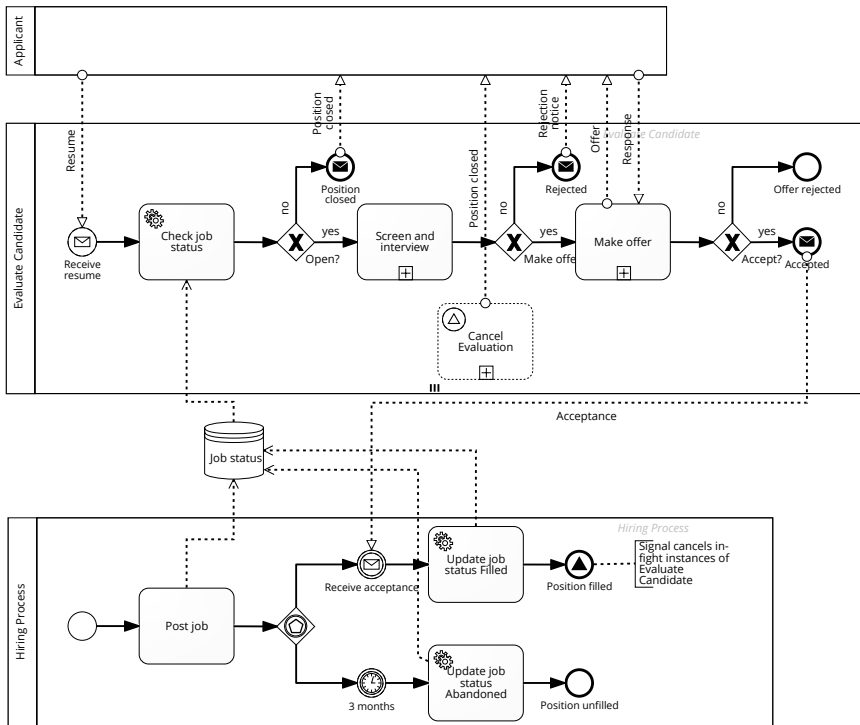 Applicant
Resume
Position
closed
Position closed
Rejection
notice
Offer
Response
Evaluate Candidate
Evaluate Candidate
Receive
resume
Check job
status
no
yes
Open?
Position
closed
Screen and
interview
no
yes
Make offe
Rejected
Make offer
no
yes
Accept?
Offer rejected
Accepted
Cancel
Evaluation
Acceptance
Job status
Hiring Process
Hiring Process
Post job
Receive acceptance
Update job
status Filled
Position filled
Signal cancels in-
fight instances of
Evaluate
Candidate
3 months
Update job
status
Abandoned
Position unfilled